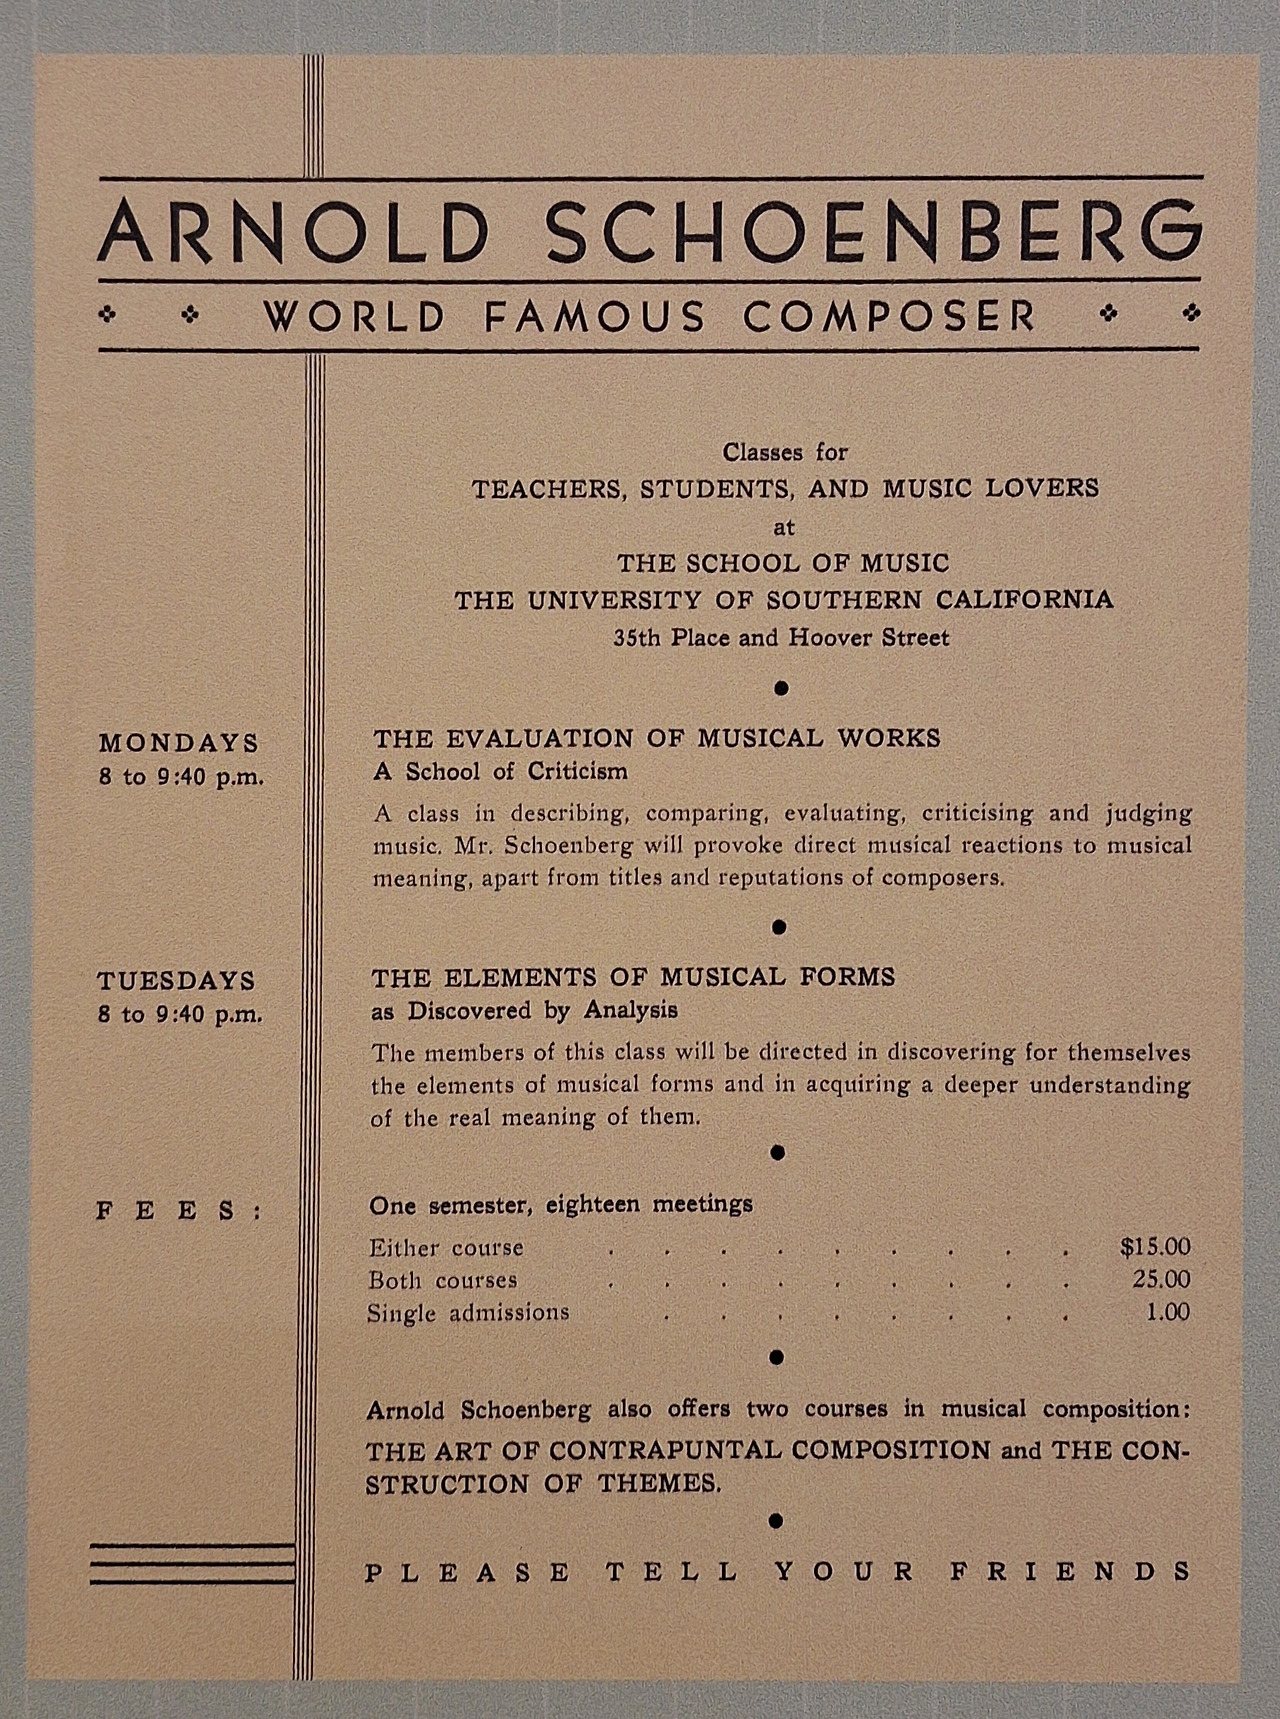 ARNOLD SCHOENBERG
WORLD FAMOUS COMPOSER
Classes for
TEACHERS, STUDENTS, AND MUSIC LOVERS
at
THE SCHOOL OF MUSIC
THE UNIVERSITY OF SOUTHERN CALIFORNIA
35th Place and Hoover Street
MONDAYS
8 to 9:40 p.m.
THE EVALUATION OF MUSICAL WORKS
A School of Criticism
A class in describing, comparing, evaluating, criticising and judging
music. Mr. Schoenberg will provoke direct musical reactions to musical
meaning, apart from titles and reputations of composers.
TUESDAYS
8 to 9:40 p.m.
THE ELEMENTS OF MUSICAL FORMS
as Discovered by Analysis
The members of this class will be directed in discovering for themselves
the elements of musical forms and in acquiring a deeper understanding
of the real meaning of them.
FEES:
One semester, eighteen meetings
Either course . . . . . . . . . $15.00
Both courses . . . . . . . . . 25.00
Single admissions . . . . . . . . 1.00
Arnold Schoenberg also offers two courses in musical composition:
THE ART OF CONTRAPUNTAL COMPOSITION and THE CON-
STRUCTION OF THEMES.
PLEASE TELL YOUR FRIENDS